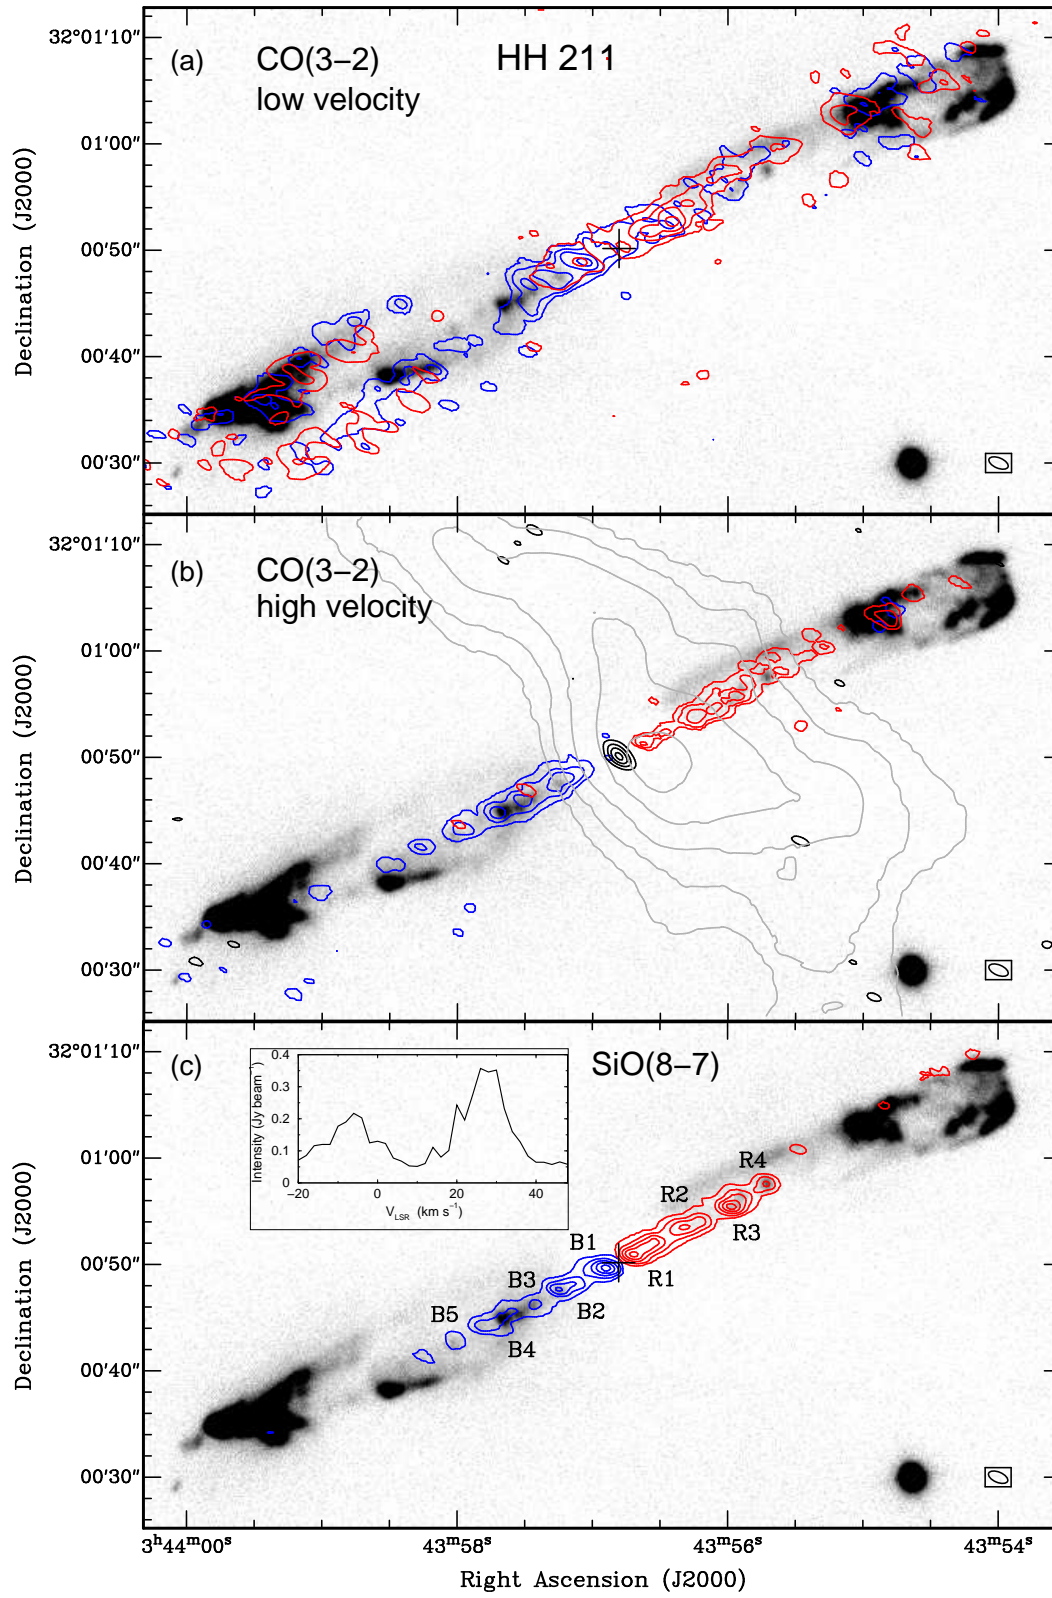 (a) CO(3−2) HH 211
low velocity
32°01′10″
01′00″
00′50″
00′40″
00′30″
Declination (J2000)
(b) CO(3−2)
high velocity
32°01′10″
01′00″
00′50″
00′40″
00′30″
Declination (J2000)
(c) SiO(8−7)
32°01′10″
01′00″
00′50″
00′40″
00′30″
Declination (J2000)
0.4
0.3
0.2
0.1
0
Intensity (Jy beam⁻¹)
−20 0 20 40
V_LSR (km s⁻¹)
R4
R2
R3
B1
R1
B3
B2
B5
B4
3ʰ44ᵐ00ˢ 43ᵐ58ˢ 43ᵐ56ˢ 43ᵐ54ˢ
Right Ascension (J2000)